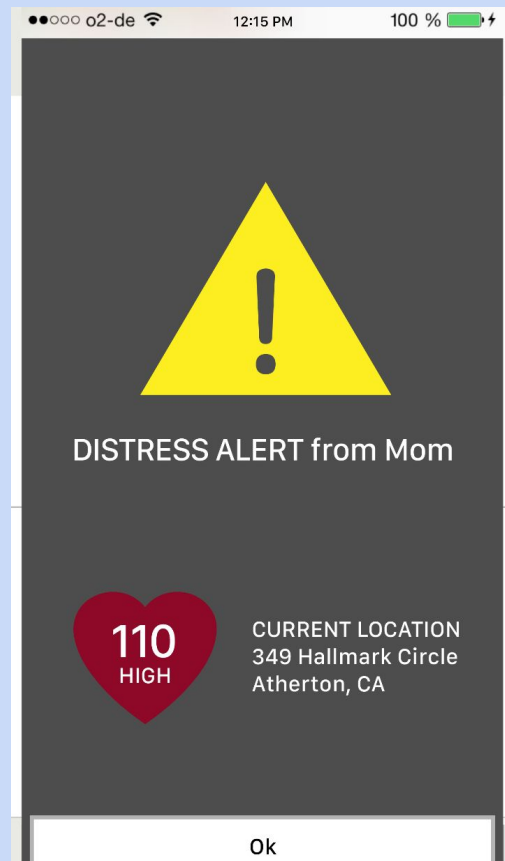 o2-de 12:15 PM 100 %
!
DISTRESS ALERT from Mom
110
HIGH
CURRENT LOCATION
349 Hallmark Circle
Atherton, CA
Ok